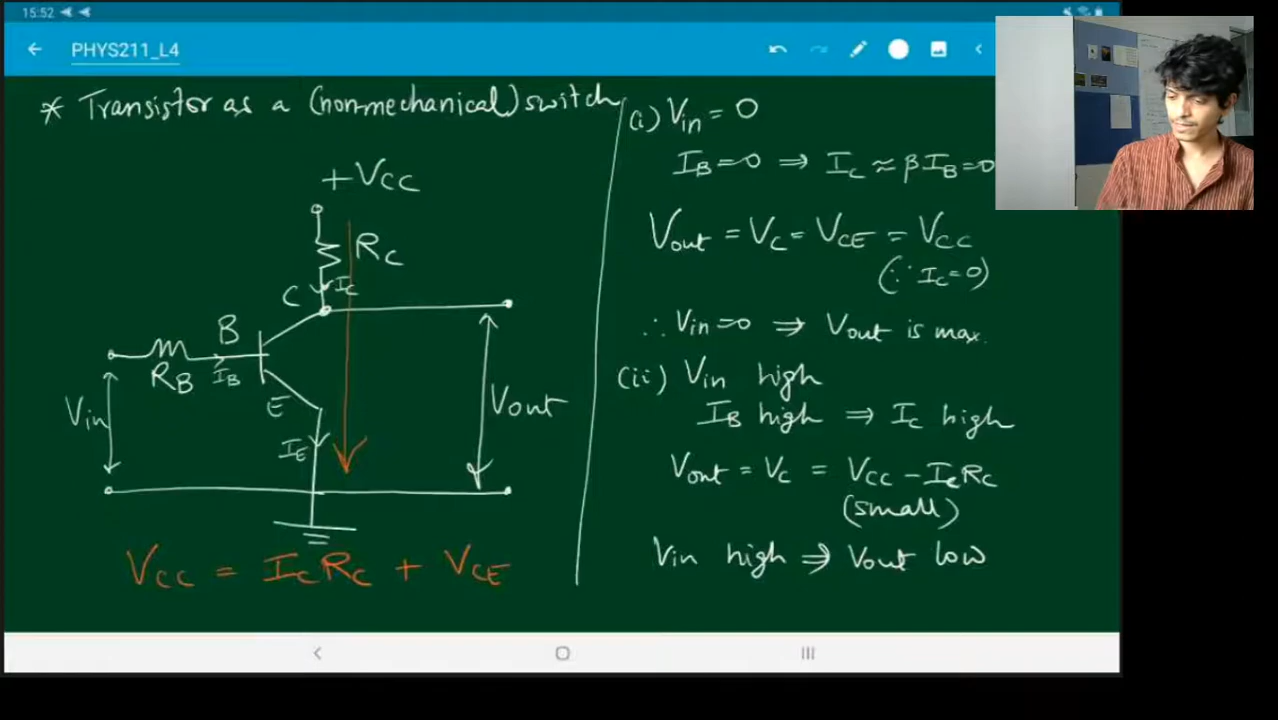 15:52
PHYS211_L4
* Transistor as a (non-mechanical) switch
+VCC
RC
C
IC
B
RB
IB
Vin
E
IE
Vout
VCC = ICRC + VCE
(i) Vin = 0
IB=0 ⇒ IC ≈ βIB=0
Vout = VC = VCE = VCC
(∵ IC=0)
∴ Vin=0 ⇒ Vout is max.
(ii) Vin high
IB high ⇒ IC high
Vout = VC = VCC - ICRC
(small)
Vin high ⇒ Vout low